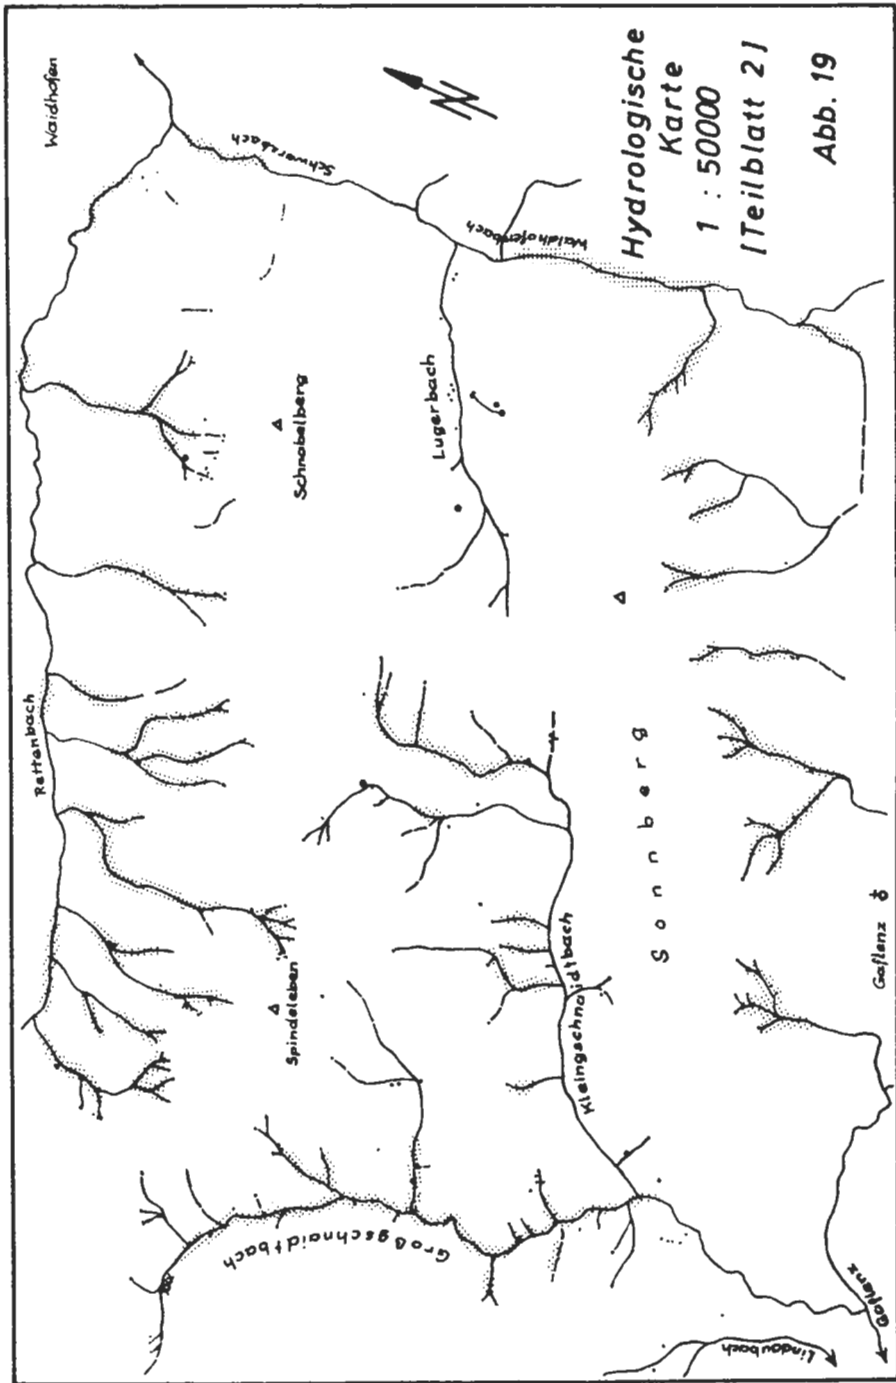 Waidhofen
Schwarzbach
Waidhofenbach
Hydrologische
Karte
1 : 50000
[Teilblatt 2]
Abb. 19
Rettenbach
Schnabelberg
Lugerbach
Spindeleben
Sonnberg
Kleingschnaidtbach
Großgschnaidtbach
Gaflenz
Gaflenz
Lindaubach